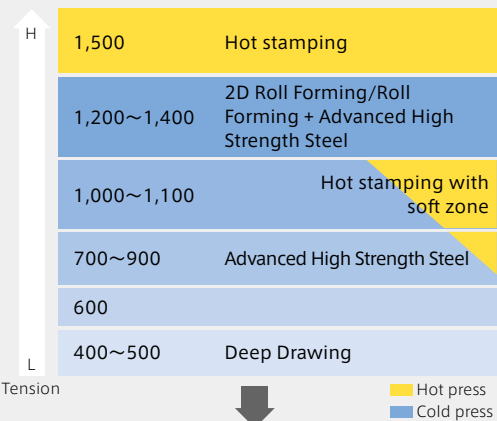 H
1,500 Hot stamping
1,200~1,400 2D Roll Forming/Roll
Forming + Advanced High
Strength Steel
1,000~1,100 Hot stamping with
soft zone
700~900 Advanced High Strength Steel
600
400~500 Deep Drawing
L
Tension
Hot press
Cold press